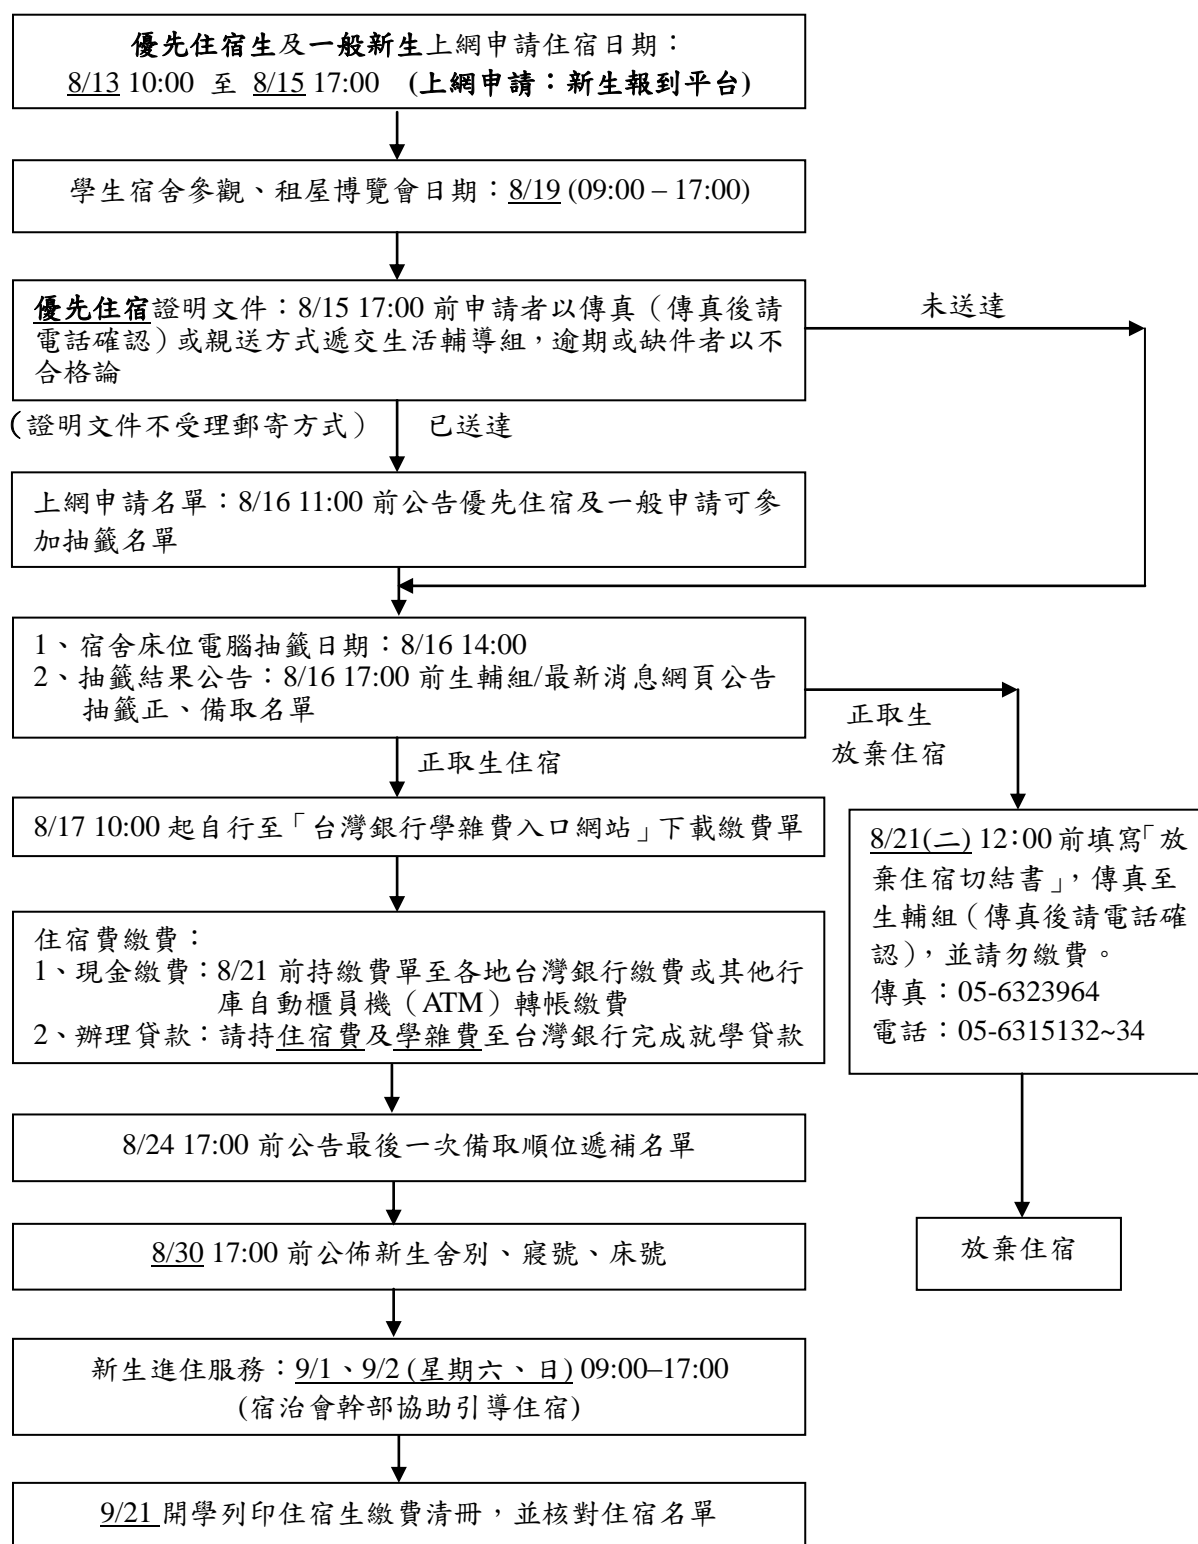 優先住宿生及一般新生上網申請住宿日期：
8/13 10:00 至 8/15 17:00 (上網申請：新生報到平台)
學生宿舍參觀、租屋博覽會日期：8/19 (09:00 – 17:00)
優先住宿證明文件：8/15 17:00 前申請者以傳真（傳真後請
電話確認）或親送方式遞交生活輔導組，逾期或缺件者以不
合格論
未送達
（證明文件不受理郵寄方式）
已送達
上網申請名單：8/16 11:00 前公告優先住宿及一般申請可參
加抽籤名單
1、宿舍床位電腦抽籤日期：8/16 14:00
2、抽籤結果公告：8/16 17:00 前生輔組/最新消息網頁公告
抽籤正、備取名單
正取生
放棄住宿
正取生住宿
8/17 10:00 起自行至「台灣銀行學雜費入口網站」下載繳費單
8/21(二) 12：00 前填寫「放
棄住宿切結書」，傳真至
生輔組（傳真後請電話確
認），並請勿繳費。
傳真：05-6323964
電話：05-6315132~34
住宿費繳費：
1、現金繳費：8/21 前持繳費單至各地台灣銀行繳費或其他行
庫自動櫃員機（ATM）轉帳繳費
2、辦理貸款：請持住宿費及學雜費至台灣銀行完成就學貸款
8/24 17:00 前公告最後一次備取順位遞補名單
8/30 17:00 前公佈新生舍別、寢號、床號
放棄住宿
新生進住服務：9/1、9/2 (星期六、日) 09:00–17:00
(宿治會幹部協助引導住宿)
9/21 開學列印住宿生繳費清冊，並核對住宿名單